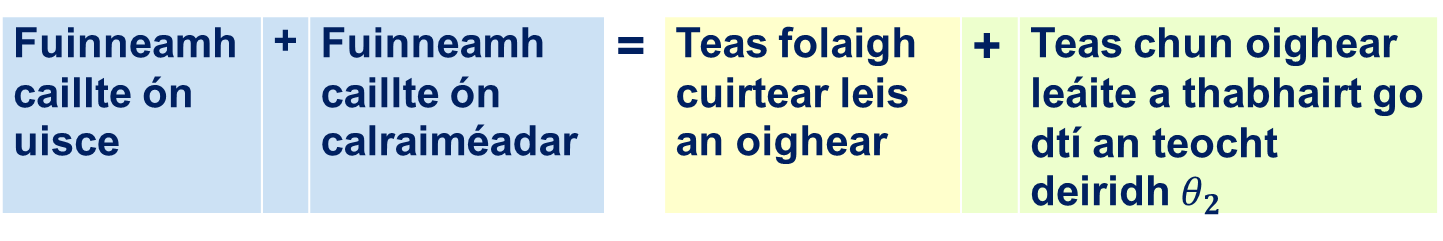 Fuinneamh caillte ón uisce
+
Fuinneamh caillte ón calraiméadar
=
Teas folaigh cuirtear leis an oighear
+
Teas chun oighear leáite a thabhairt go dtí an teocht deiridh θ₂